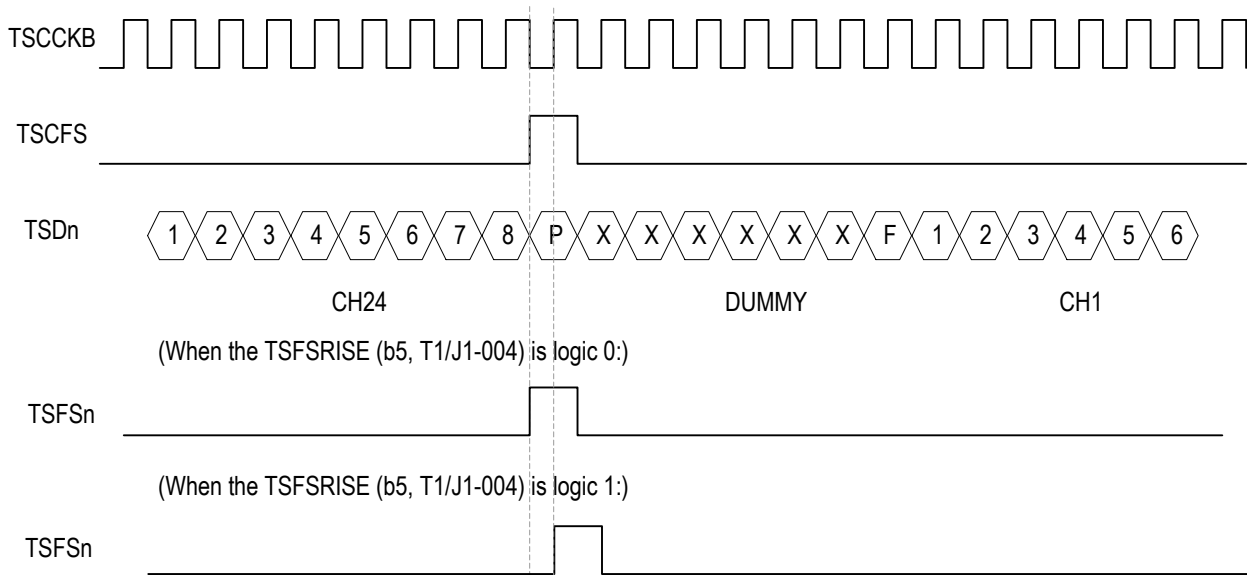 TSCCKB
TSCFS
TSDn 1 2 3 4 5 6 7 8 P X X X X X X F 1 2 3 4 5 6
CH24 DUMMY CH1
(When the TSFSRISE (b5, T1/J1-004) is logic 0:)
TSFSn
(When the TSFSRISE (b5, T1/J1-004) is logic 1:)
TSFSn